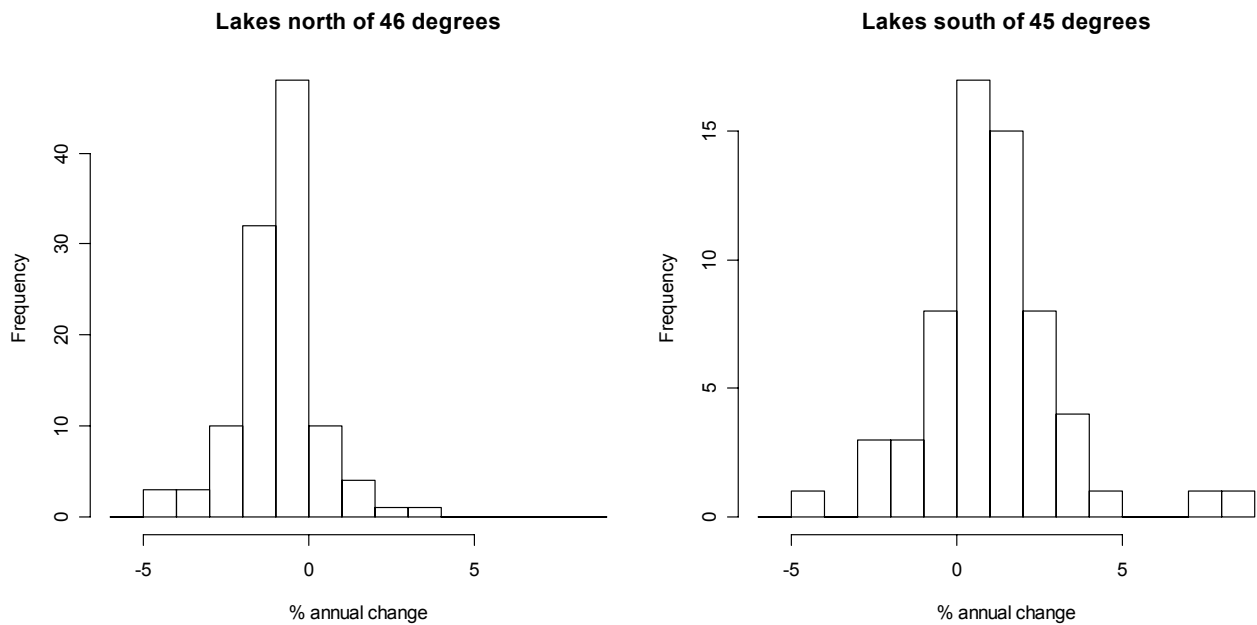 Lakes north of 46 degrees
Frequency
40
30
20
10
0
-5 0 5
% annual change
Lakes south of 45 degrees
Frequency
15
10
5
0
-5 0 5
% annual change